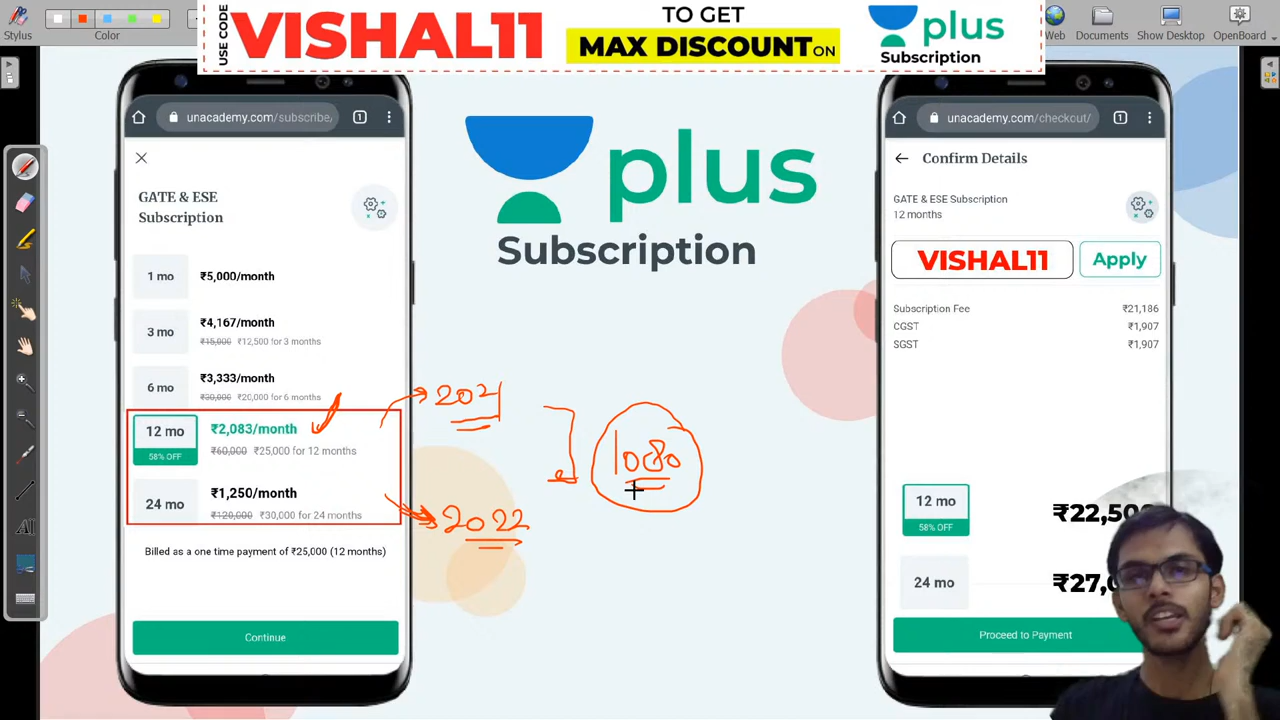 Stylus
Color
USE CODE
VISHAL11
TO GET
MAX DISCOUNT ON
plus
Subscription
Web
Documents
Show Desktop
OpenBoard
unacademy.com/subscribe/
1
GATE & ESE
Subscription
1 mo
₹5,000/month
3 mo
₹4,167/month
₹15,000 ₹12,500 for 3 months
6 mo
₹3,333/month
₹30,000 ₹20,000 for 6 months
12 mo
58% OFF
₹2,083/month
₹60,000 ₹25,000 for 12 months
24 mo
₹1,250/month
₹120,000 ₹30,000 for 24 months
Billed as a one time payment of ₹25,000 (12 months)
Continue
plus
Subscription
2021
2022
1080
unacademy.com/checkout/
1
Confirm Details
GATE & ESE Subscription
12 months
VISHAL11
Apply
Subscription Fee ₹21,186
CGST ₹1,907
SGST ₹1,907
12 mo
58% OFF
₹22,500
24 mo
Proceed to Payment